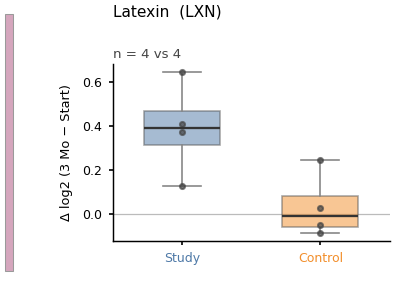 Latexin (LXN)
n = 4 vs 4
Δ log2 (3 Mo − Start)
0.6
0.4
0.2
0.0
Study
Control